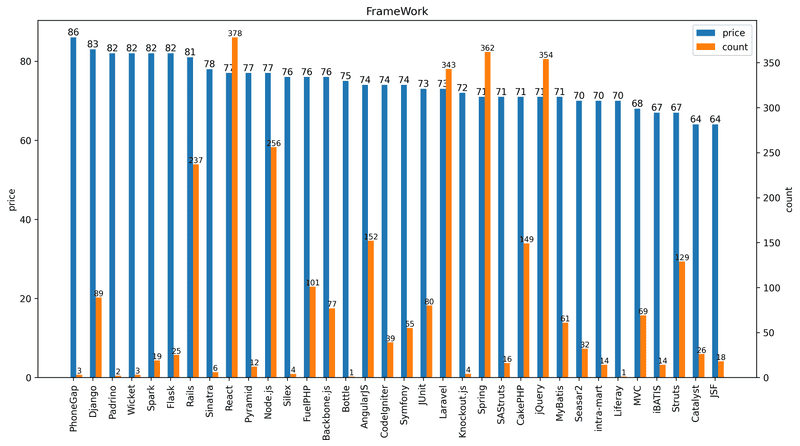 FrameWork
price
count
price
count
80
60
40
20
0
350
300
250
200
150
100
50
0
86 83 82 82 82 82 81 78 77 77 77 76 76 76 75 74 74 74 73 73 72 71 71 71 71 71 70 70 70 68 67 67 64 64
3 89 2 3 19 25 237 6 378 12 256 4 101 77 1 152 39 55 80 343 4 362 16 149 354 61 32 14 1 69 14 129 26 18
PhoneGap
Django
Padrino
Wicket
Spark
Flask
Rails
Sinatra
React
Pyramid
Node.js
Silex
FuelPHP
Backbone.js
Bottle
AngularJS
CodeIgniter
Symfony
JUnit
Laravel
Knockout.js
Spring
SAStruts
CakePHP
jQuery
MyBatis
Seasar2
intra-mart
Liferay
MVC
iBATIS
Struts
Catalyst
JSF